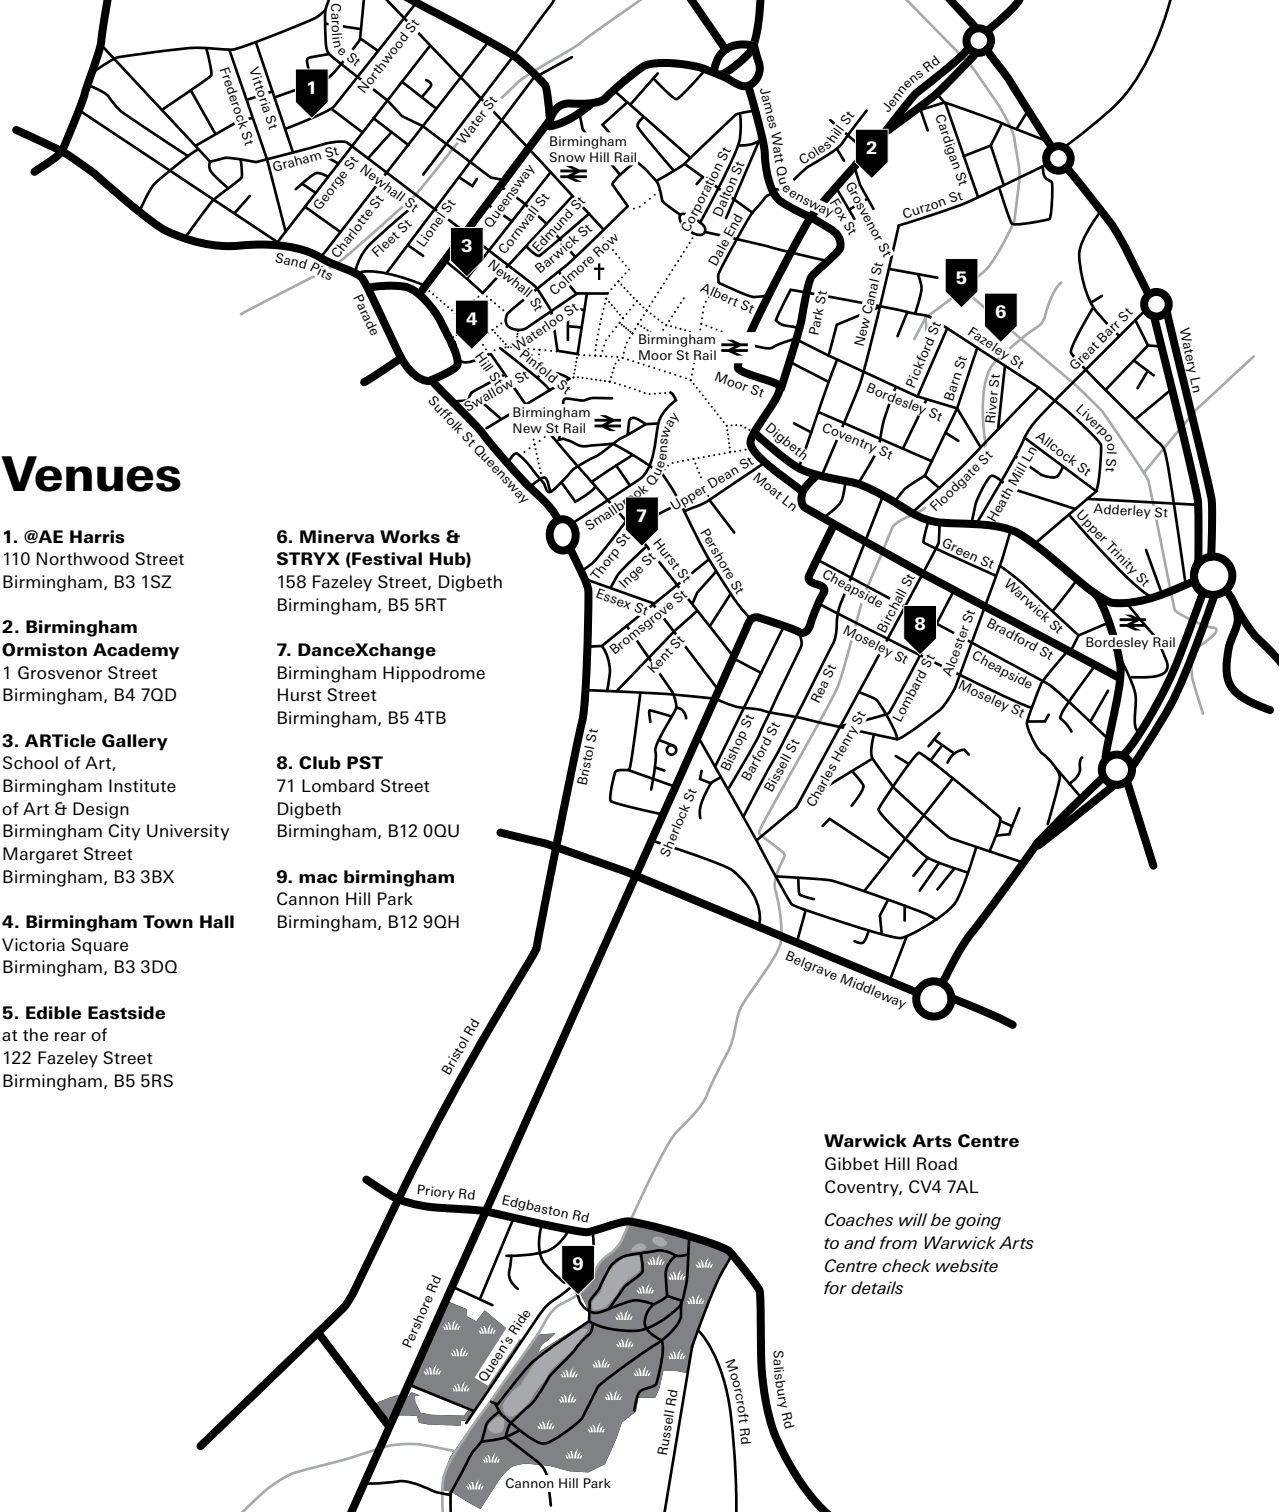 Caroline St
Northwood St
Frederock St
Vittoria St
1
Water St
Graham St
George St
Newhall St
Charlotte St
Fleet St
Lionel St
Sand Pits
Parade
Queensway
Birmingham
Snow Hill Rail
Cornwall St
Edmund St
Barwick St
Colmore Row
3
Newhall St
4
Waterloo St
Hill St
Pinfold St
Swallow St
Suffolk St Queensway
Birmingham
New St Rail
James Watt Queensway
Jennens Rd
Coleshill St
2
Cardigan St
Curzon St
Grosvenor St
Fox St
Corporation St
Dalton St
Dale End
Albert St
Birmingham
Moor St Rail
Moor St
Park St
New Canal St
5
6
Fazeley St
Pickford St
Barn St
River St
Great Barr St
Watery Ln
Bordesley St
Coventry St
Digbeth
Liverpool St
Allcock St
Heath Mill Ln
Floodgate St
Adderley St
Upper Trinity St
Smallbrook Queensway
Upper Dean St
Moat Ln
7
Thorp St
Inge St
Hurst St
Pershore St
Essex St
Bromsgrove St
Kent St
Green St
Warwick St
Cheapside
Birchall St
8
Moseley St
Alcester St
Bradford St
Bordesley Rail
Cheapside
Moseley St
Rea St
Lombard St
Bristol St
Bishop St
Barford St
Bissell St
Charles Henry St
Sherlock St
Belgrave Middleway
Bristol Rd
Priory Rd
Edgbaston Rd
9
Pershore Rd
Queen's Ride
Russell Rd
Moorcroft Rd
Salisbury Rd
Cannon Hill Park
Venues
1. @AE Harris
110 Northwood Street
Birmingham, B3 1SZ
2. Birmingham
Ormiston Academy
1 Grosvenor Street
Birmingham, B4 7QD
3. ARTicle Gallery
School of Art,
Birmingham Institute
of Art & Design
Birmingham City University
Margaret Street
Birmingham, B3 3BX
4. Birmingham Town Hall
Victoria Square
Birmingham, B3 3DQ
5. Edible Eastside
at the rear of
122 Fazeley Street
Birmingham, B5 5RS
6. Minerva Works &
STRYX (Festival Hub)
158 Fazeley Street, Digbeth
Birmingham, B5 5RT
7. DanceXchange
Birmingham Hippodrome
Hurst Street
Birmingham, B5 4TB
8. Club PST
71 Lombard Street
Digbeth
Birmingham, B12 0QU
9. mac birmingham
Cannon Hill Park
Birmingham, B12 9QH
Warwick Arts Centre
Gibbet Hill Road
Coventry, CV4 7AL
Coaches will be going
to and from Warwick Arts
Centre check website
for details